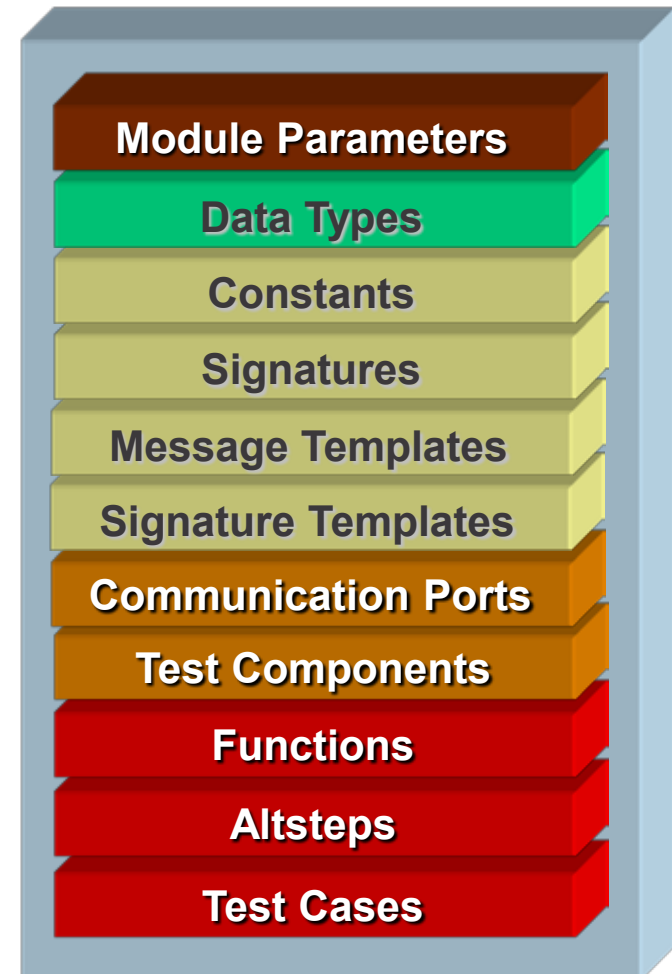 Module Parameters
Data Types
Constants
Signatures
Message Templates
Signature Templates
Communication Ports
Test Components
Functions
Altsteps
Test Cases